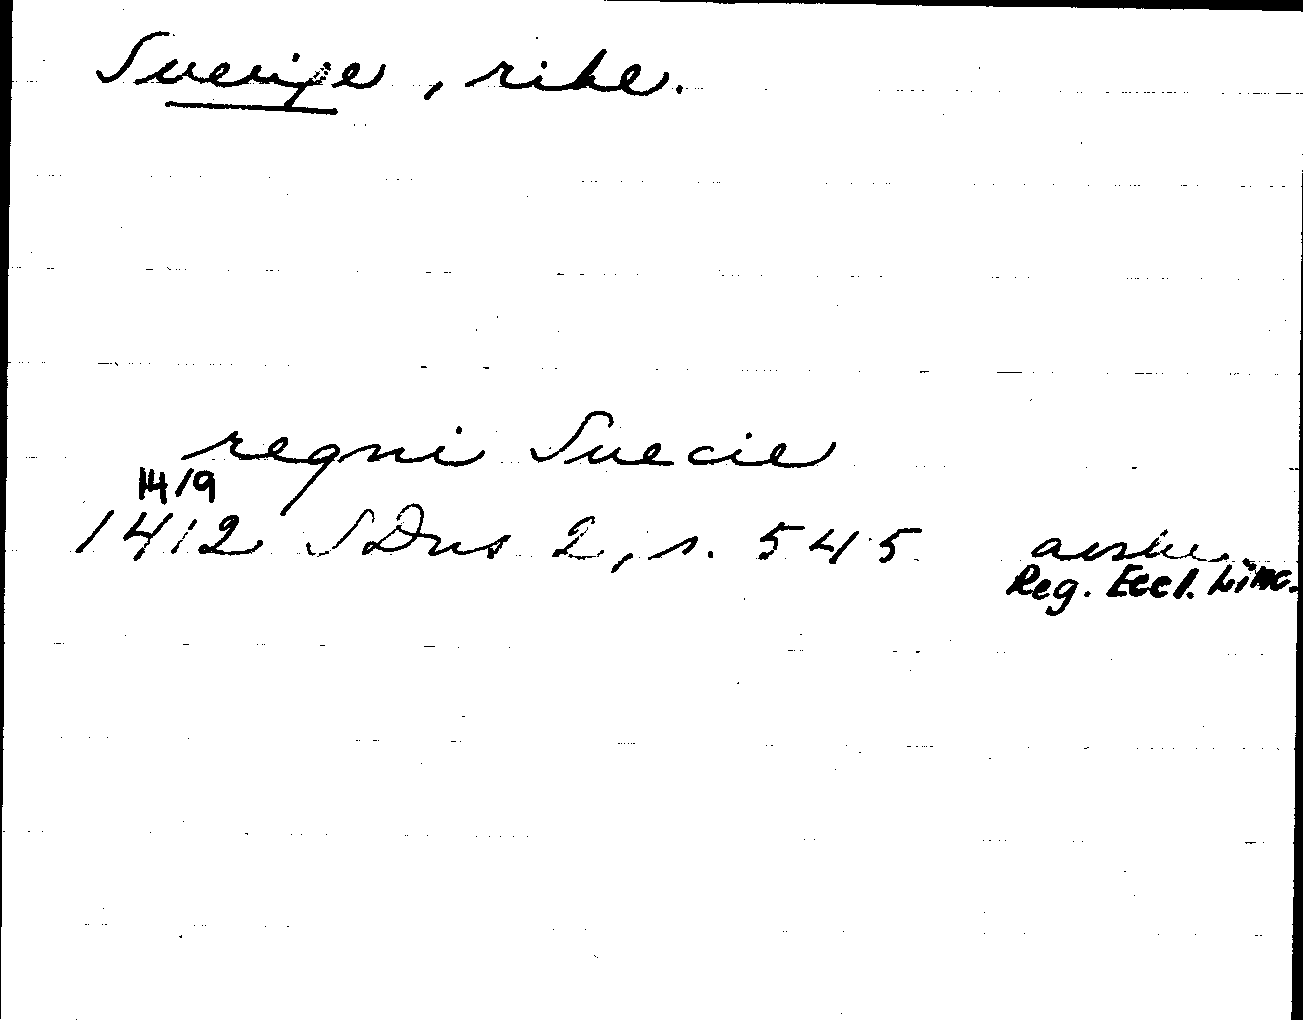 Sverige, rike.
regni Suecie
14/9
1412 SDns 2, s. 545 avskr.
Reg. Eccl. Linc.